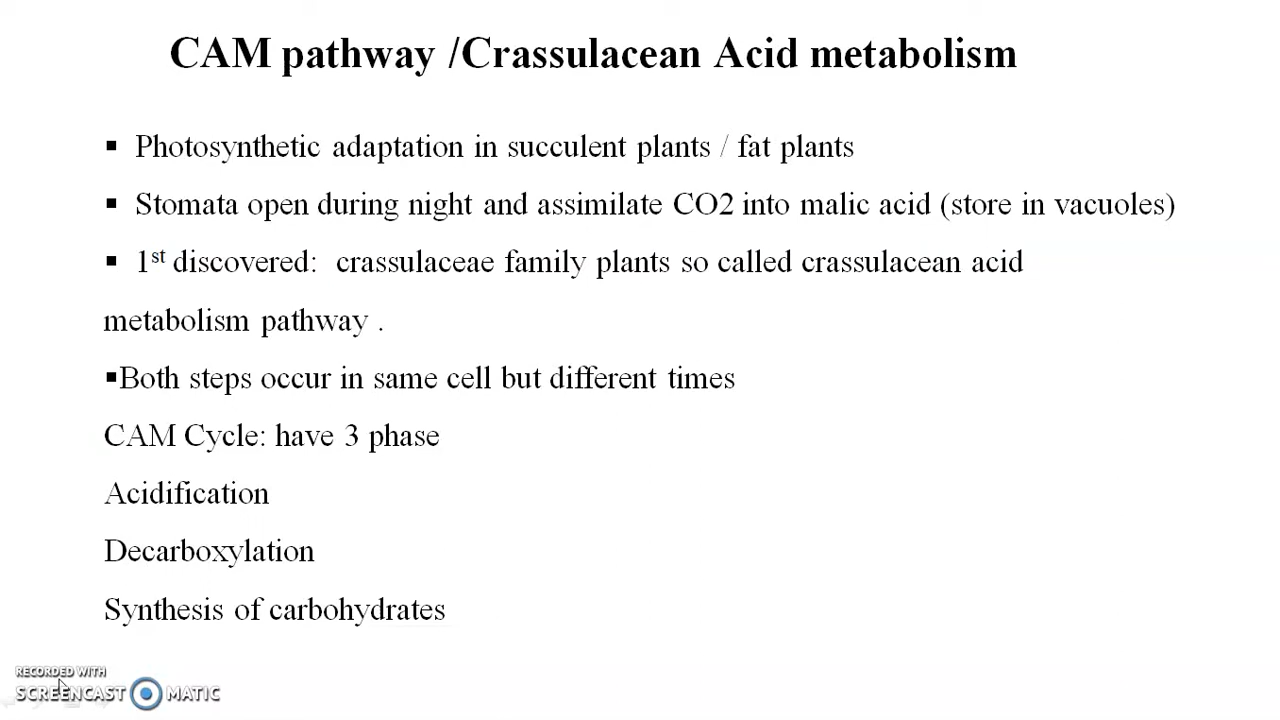 CAM pathway /Crassulacean Acid metabolism
▪ Photosynthetic adaptation in succulent plants / fat plants
▪ Stomata open during night and assimilate CO2 into malic acid (store in vacuoles)
▪ 1st discovered: crassulaceae family plants so called crassulacean acid
metabolism pathway .
▪Both steps occur in same cell but different times
CAM Cycle: have 3 phase
Acidification
Decarboxylation
Synthesis of carbohydrates
RECORDED WITH
SCREENCAST MATIC